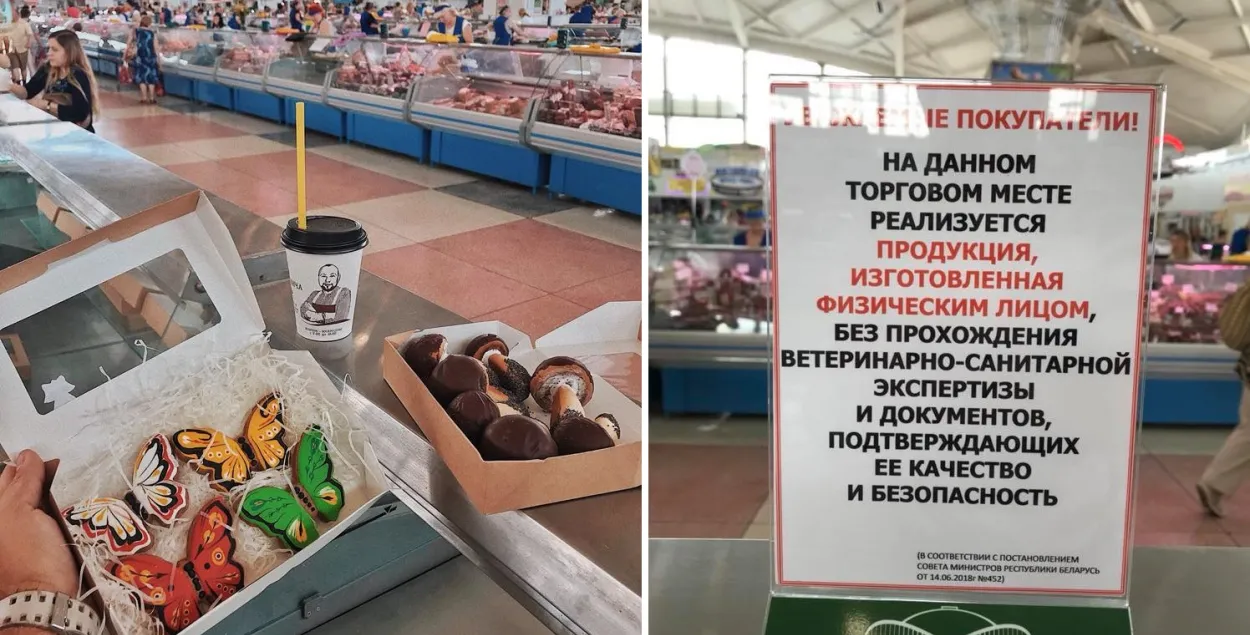 ПОКУПАТЕЛИ!
НА ДАННОМ
ТОРГОВОМ МЕСТЕ
РЕАЛИЗУЕТСЯ
ПРОДУКЦИЯ,
ИЗГОТОВЛЕННАЯ
ФИЗИЧЕСКИМ ЛИЦОМ,
БЕЗ ПРОХОЖДЕНИЯ
ВЕТЕРИНАРНО-САНИТАРНОЙ
ЭКСПЕРТИЗЫ
И ДОКУМЕНТОВ,
ПОДТВЕРЖДАЮЩИХ
ЕЕ КАЧЕСТВО
И БЕЗОПАСНОСТЬ
(В СООТВЕТСТВИИ С ПОСТАНОВЛЕНИЕМ
СОВЕТА МИНИСТРОВ РЕСПУБЛИКИ БЕЛАРУСЬ
ОТ 14.06.2018г №452)